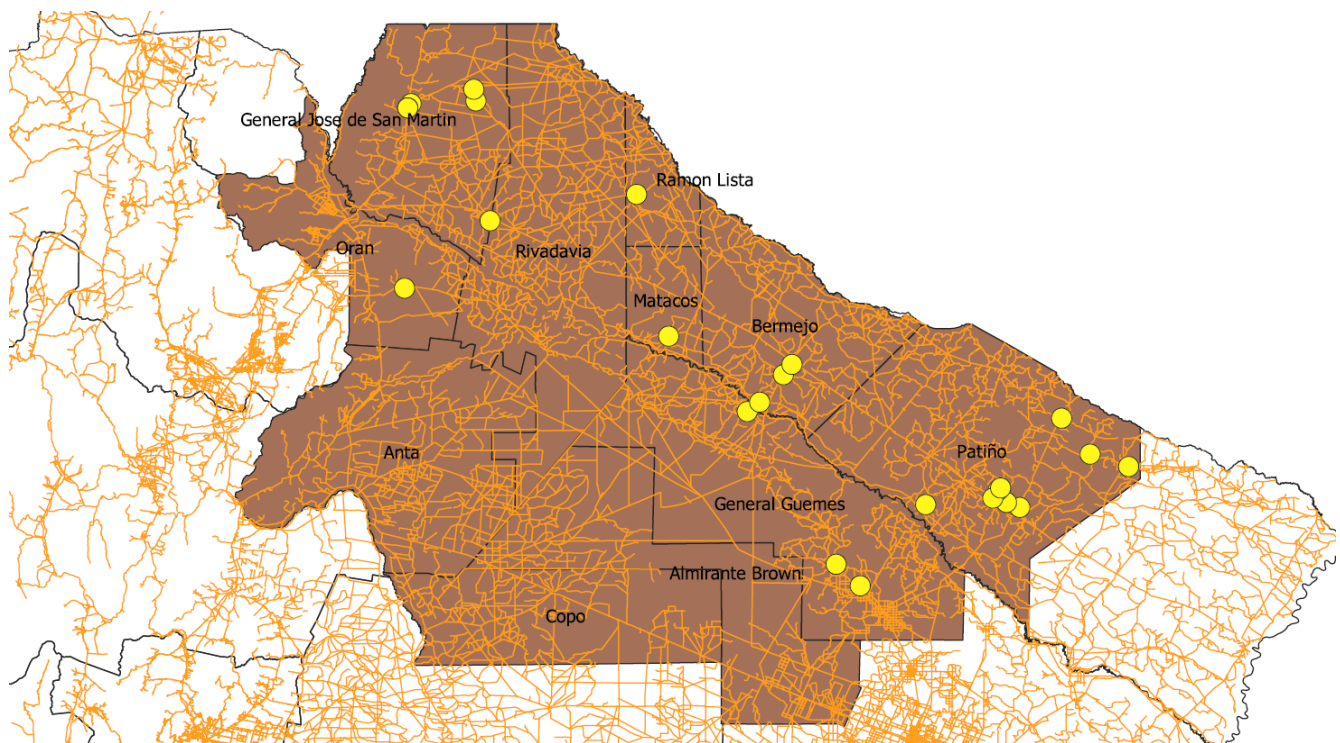 General Jose de San Martin
Ramon Lista
Oran
Rivadavia
Matacos
Bermejo
Anta
Patiño
General Guemes
Almirante Brown
Copo